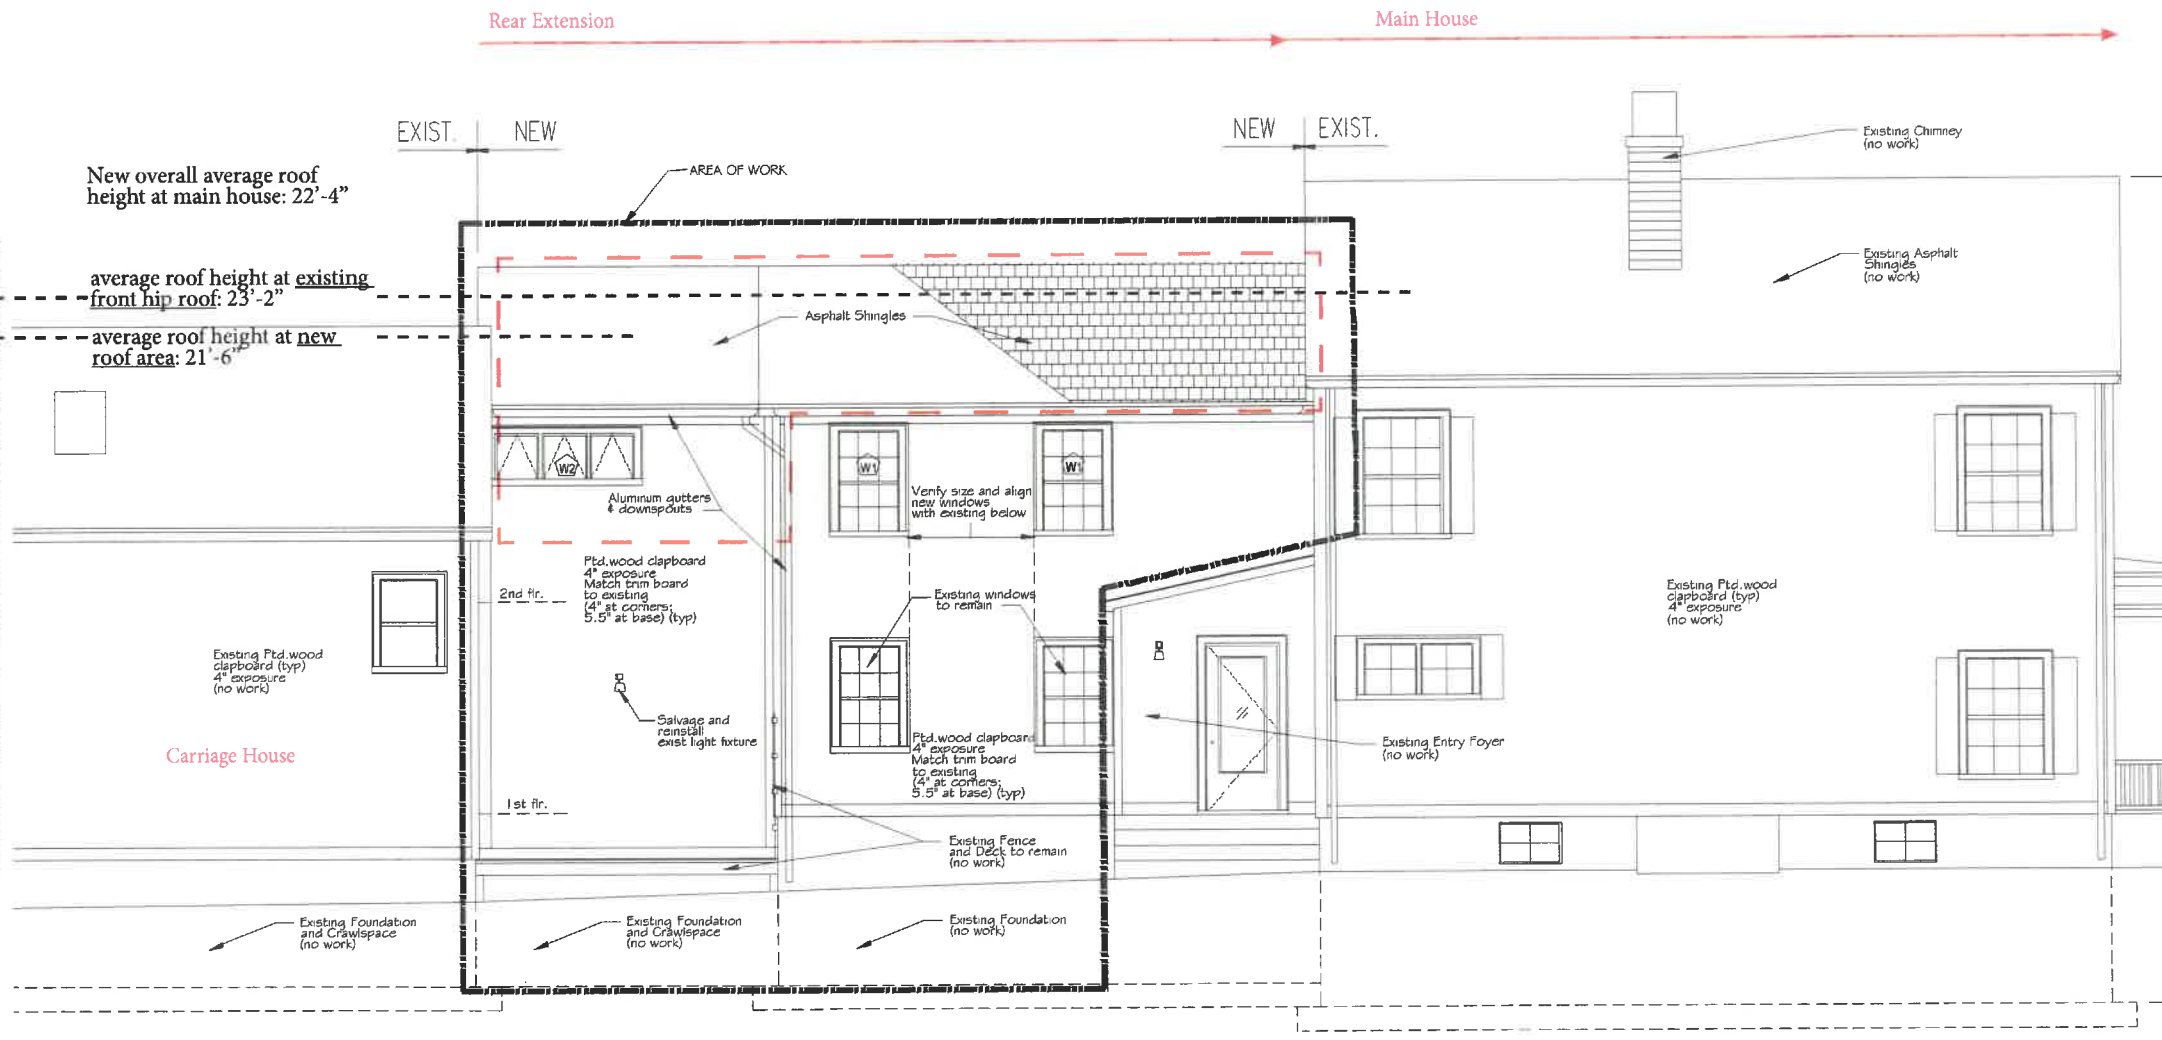 Rear Extension
Main House
EXIST.
NEW
NEW
EXIST.
Existing Chimney
(no work)
AREA OF WORK
New overall average roof
height at main house: 22'-4"
average roof height at existing
front hip roof: 23'-2"
average roof height at new
roof area: 21'-6"
Existing Asphalt
Shingles
(no work)
Asphalt Shingles
W2
W1
W1
Aluminum gutters
& downspouts
Verify size and align
new windows
with existing below
Ptd.wood clapboard
4" exposure
Match trim board
to existing
(4" at corners;
5.5" at base) (typ)
2nd flr.
Existing windows
to remain
Existing Ptd.wood
clapboard (typ)
4" exposure
(no work)
Existing Ptd.wood
clapboard (typ)
4" exposure
(no work)
Salvage and
reinstall
exist light fixture
Carriage House
Ptd.wood clapboard
4" exposure
Match trim board
to existing
(4" at corners;
5.5" at base) (typ)
Existing Entry Foyer
(no work)
1st flr.
Existing Fence
and Deck to remain
(no work)
Existing Foundation
and Crawlspace
(no work)
Existing Foundation
and Crawlspace
(no work)
Existing Foundation
(no work)